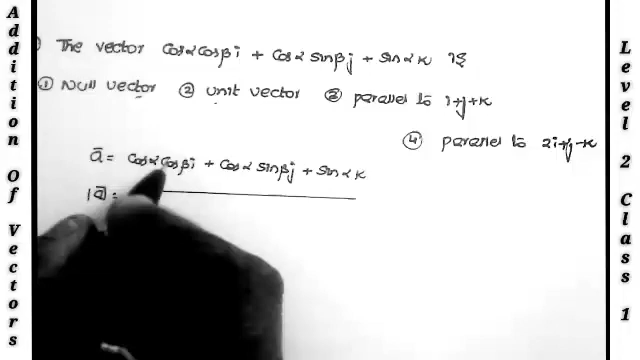 Addition Of Vectors
The vector cosα cosβ i + cosα sinβ j + sinα k is
① Null vector ② unit vector ③ parallel to i+j+k
④ parallel to 2i+j-k
ā = cosα cosβ i + cosα sinβ j + sinα k
|ā| =
Level 2 Class 1